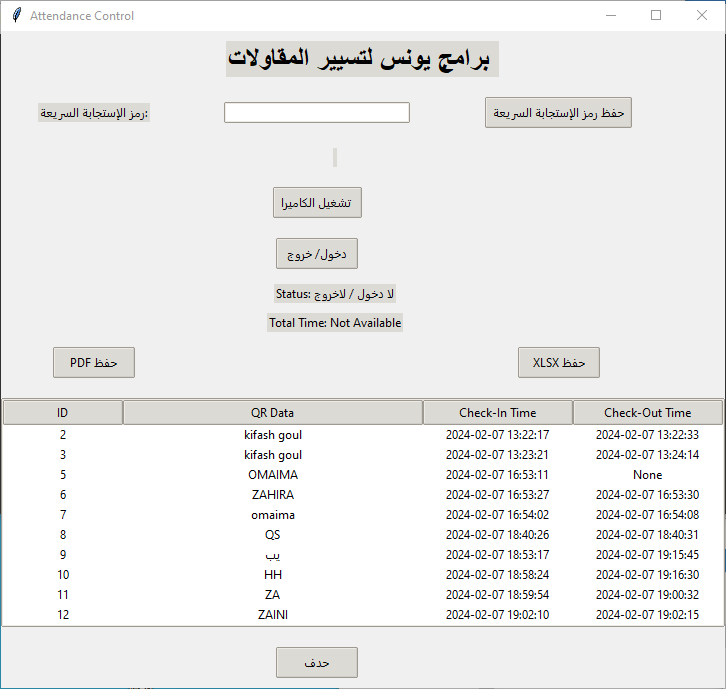 Attendance Control
برامج يونس لتسيير المقاولات
رمز الإستجابة السريعة:
حفظ رمز الإستجابة السريعة
تشغيل الكاميرا
دخول/ خروج
Status: لا دخول / لاخروج
Total Time: Not Available
حفظ PDF
حفظ XLSX
ID QR Data Check-In Time Check-Out Time
2 kifash goul 2024-02-07 13:22:17 2024-02-07 13:22:33
3 kifash goul 2024-02-07 13:23:21 2024-02-07 13:24:14
5 OMAIMA 2024-02-07 16:53:11 None
6 ZAHIRA 2024-02-07 16:53:27 2024-02-07 16:53:30
7 omaima 2024-02-07 16:54:02 2024-02-07 16:54:08
8 QS 2024-02-07 18:40:26 2024-02-07 18:40:31
9 يب 2024-02-07 18:53:17 2024-02-07 19:15:45
10 HH 2024-02-07 18:58:24 2024-02-07 19:16:30
11 ZA 2024-02-07 18:59:54 2024-02-07 19:00:32
12 ZAINI 2024-02-07 19:02:10 2024-02-07 19:02:15
حدف